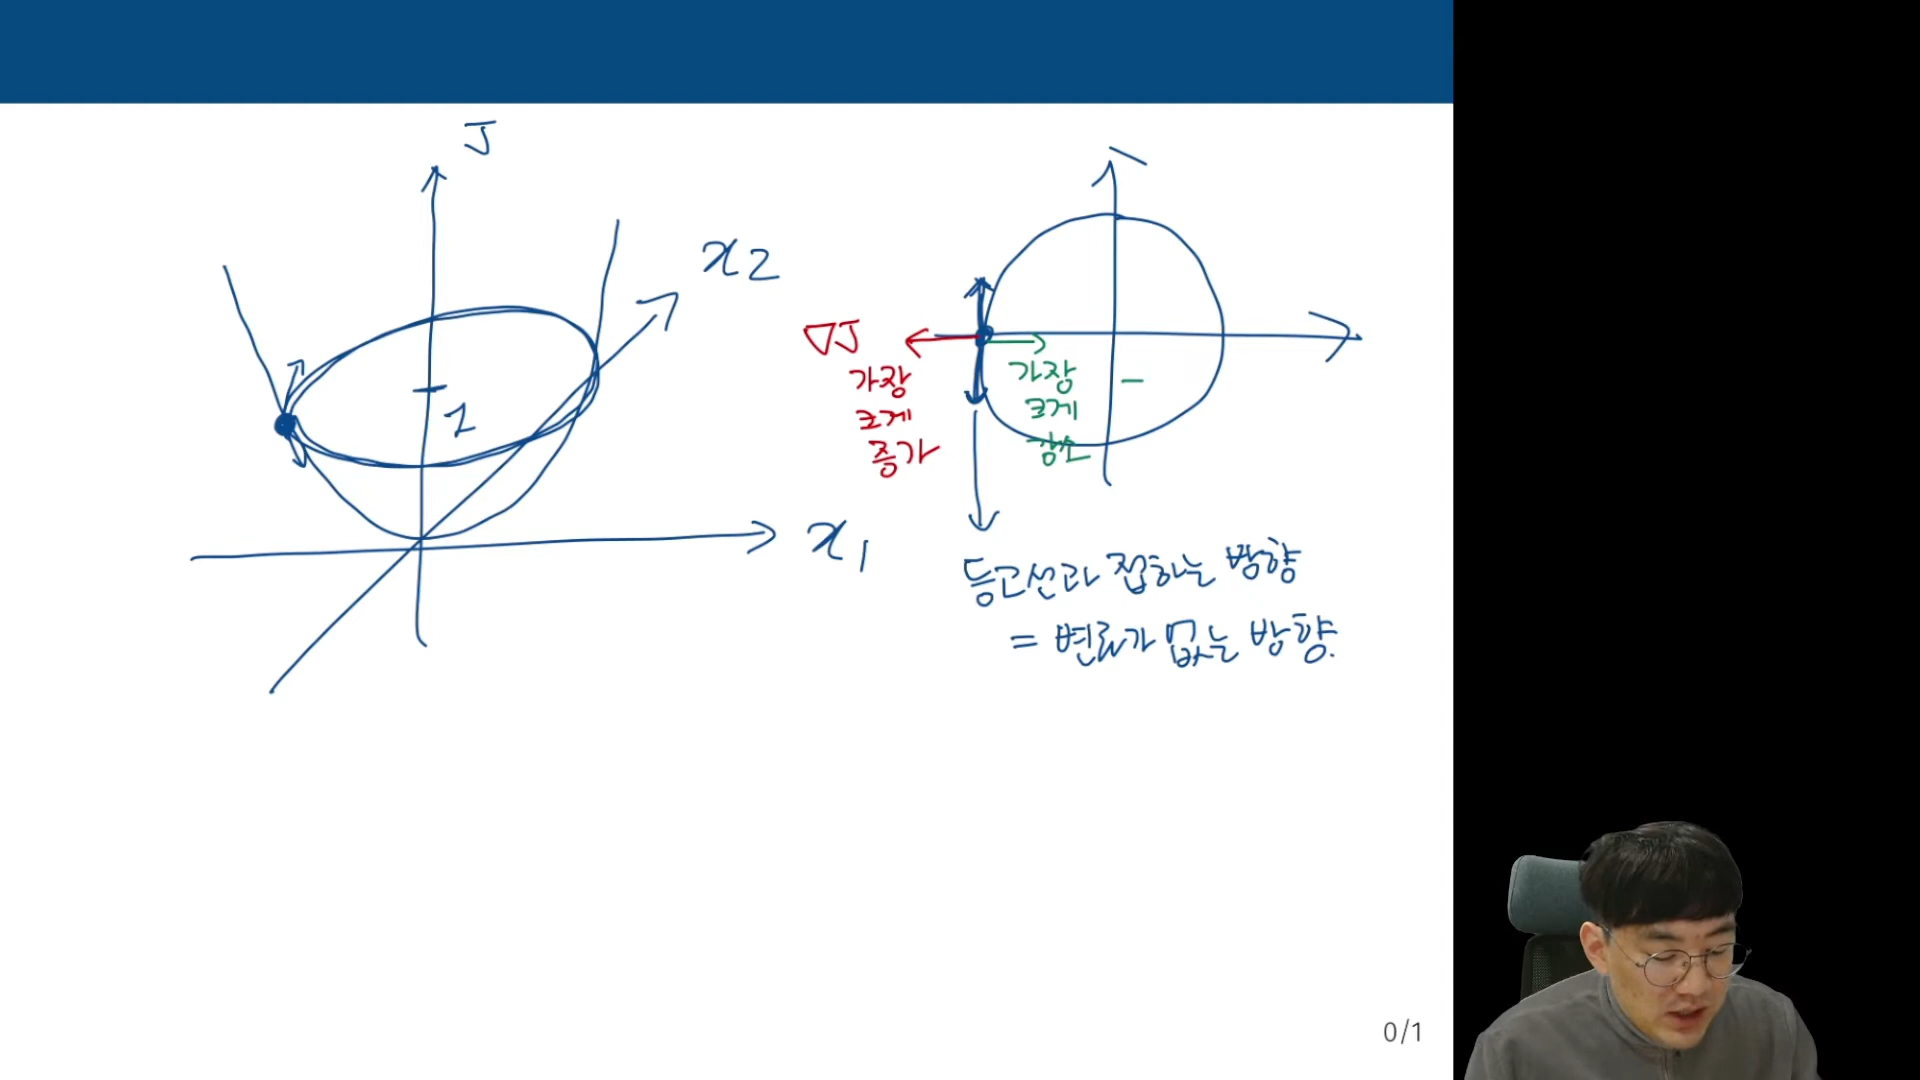 J
x2
1
x1
∇J
가장
크게
증가
가장
크게
감소
등고선과 접하는 방향
= 변화가 없는 방향.
0/1